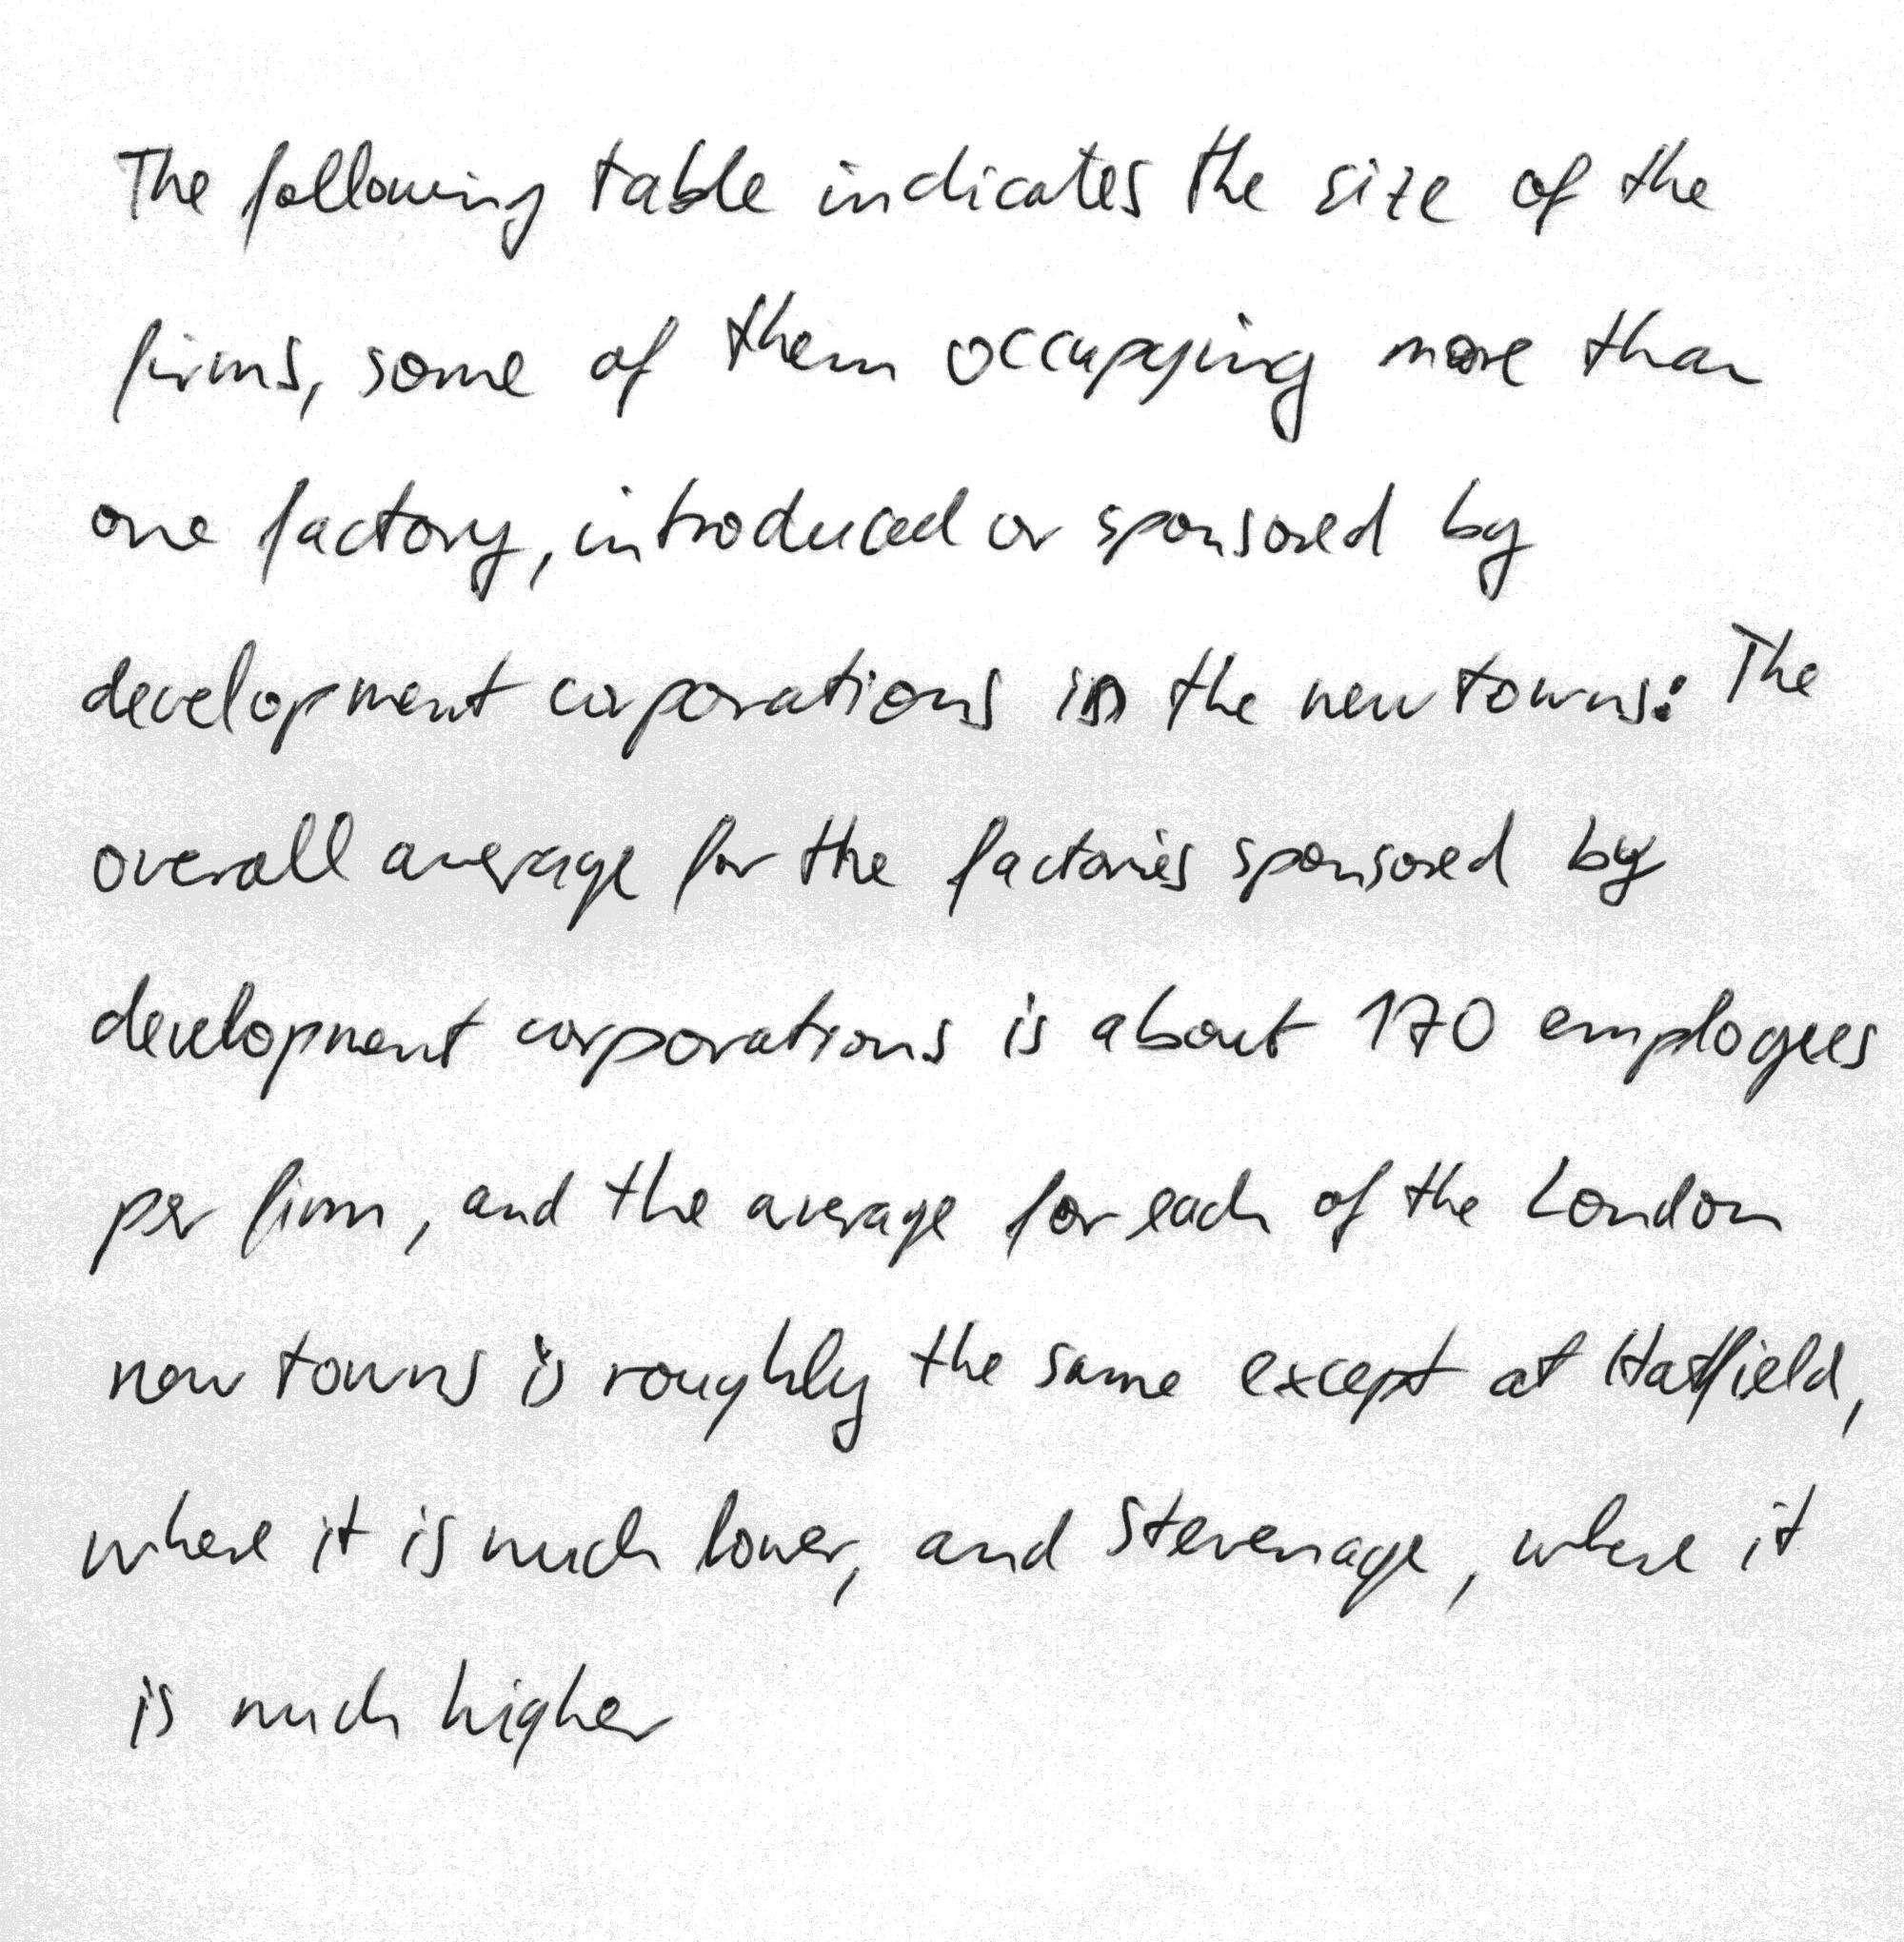 The following table indicates the size of the
firms, some of them occupying more than
one factory, introduced or sponsored by
development corporations in the new towns: The
overall average for the factories sponsored by
development corporations is about 170 employees
per firm, and the average for each of the London
new towns is roughly the same except at Hatfield,
where it is much lower, and Stevenage, where it
is much higher